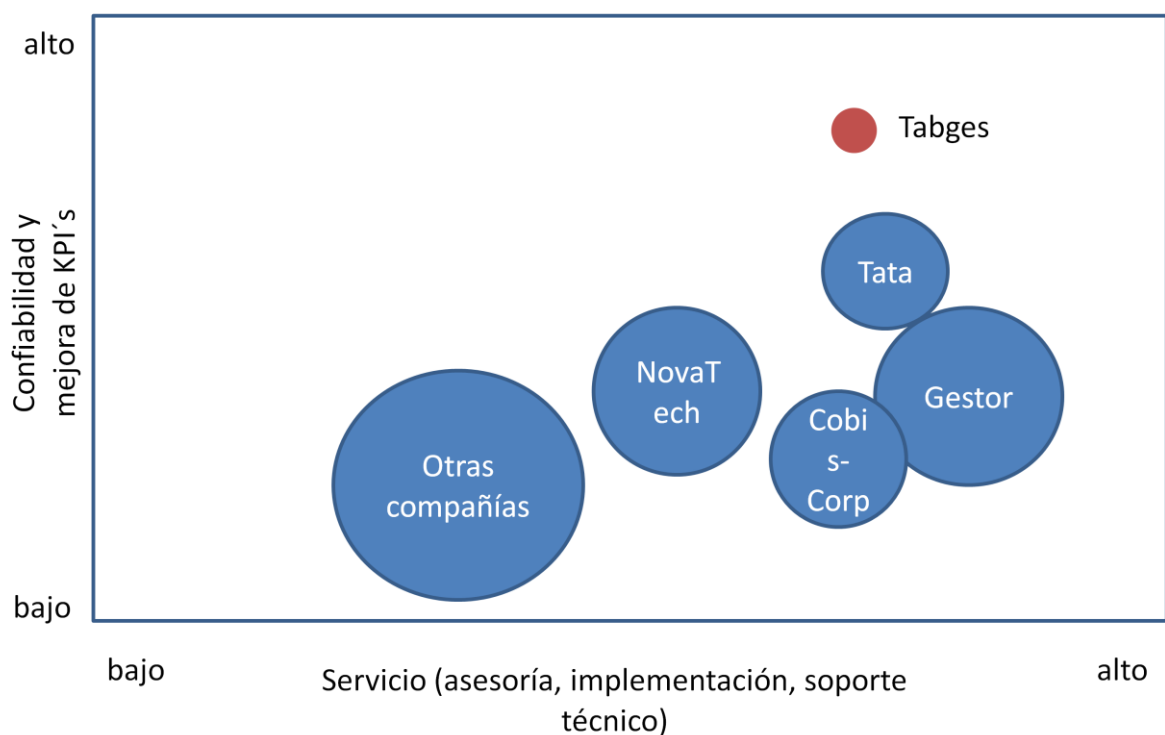 alto
Tabges
Confiabilidad y
mejora de KPI´s
Tata
NovaT
ech
Gestor
Cobi
s-
Corp
Otras
compañías
bajo
bajo
alto
Servicio (asesoría, implementación, soporte
técnico)